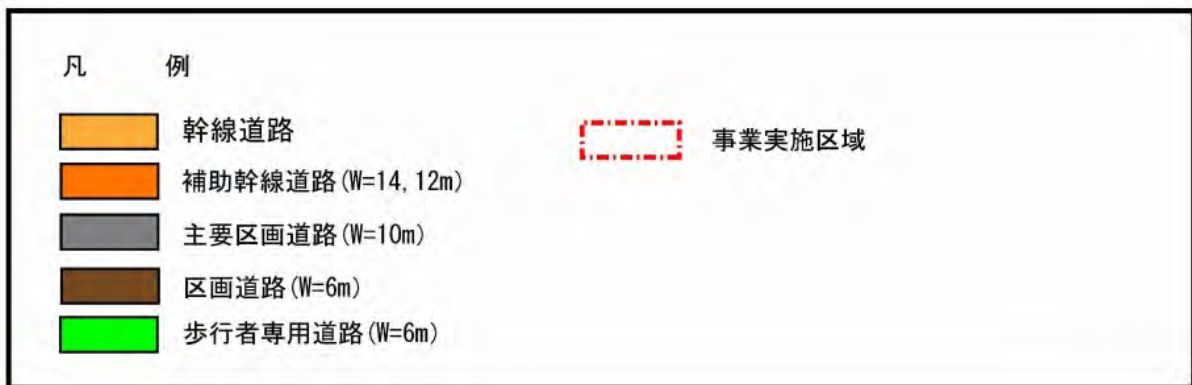 凡 例
幹線道路
補助幹線道路(W=14,12m)
主要区画道路(W=10m)
区画道路(W=6m)
歩行者専用道路(W=6m)
事業実施区域